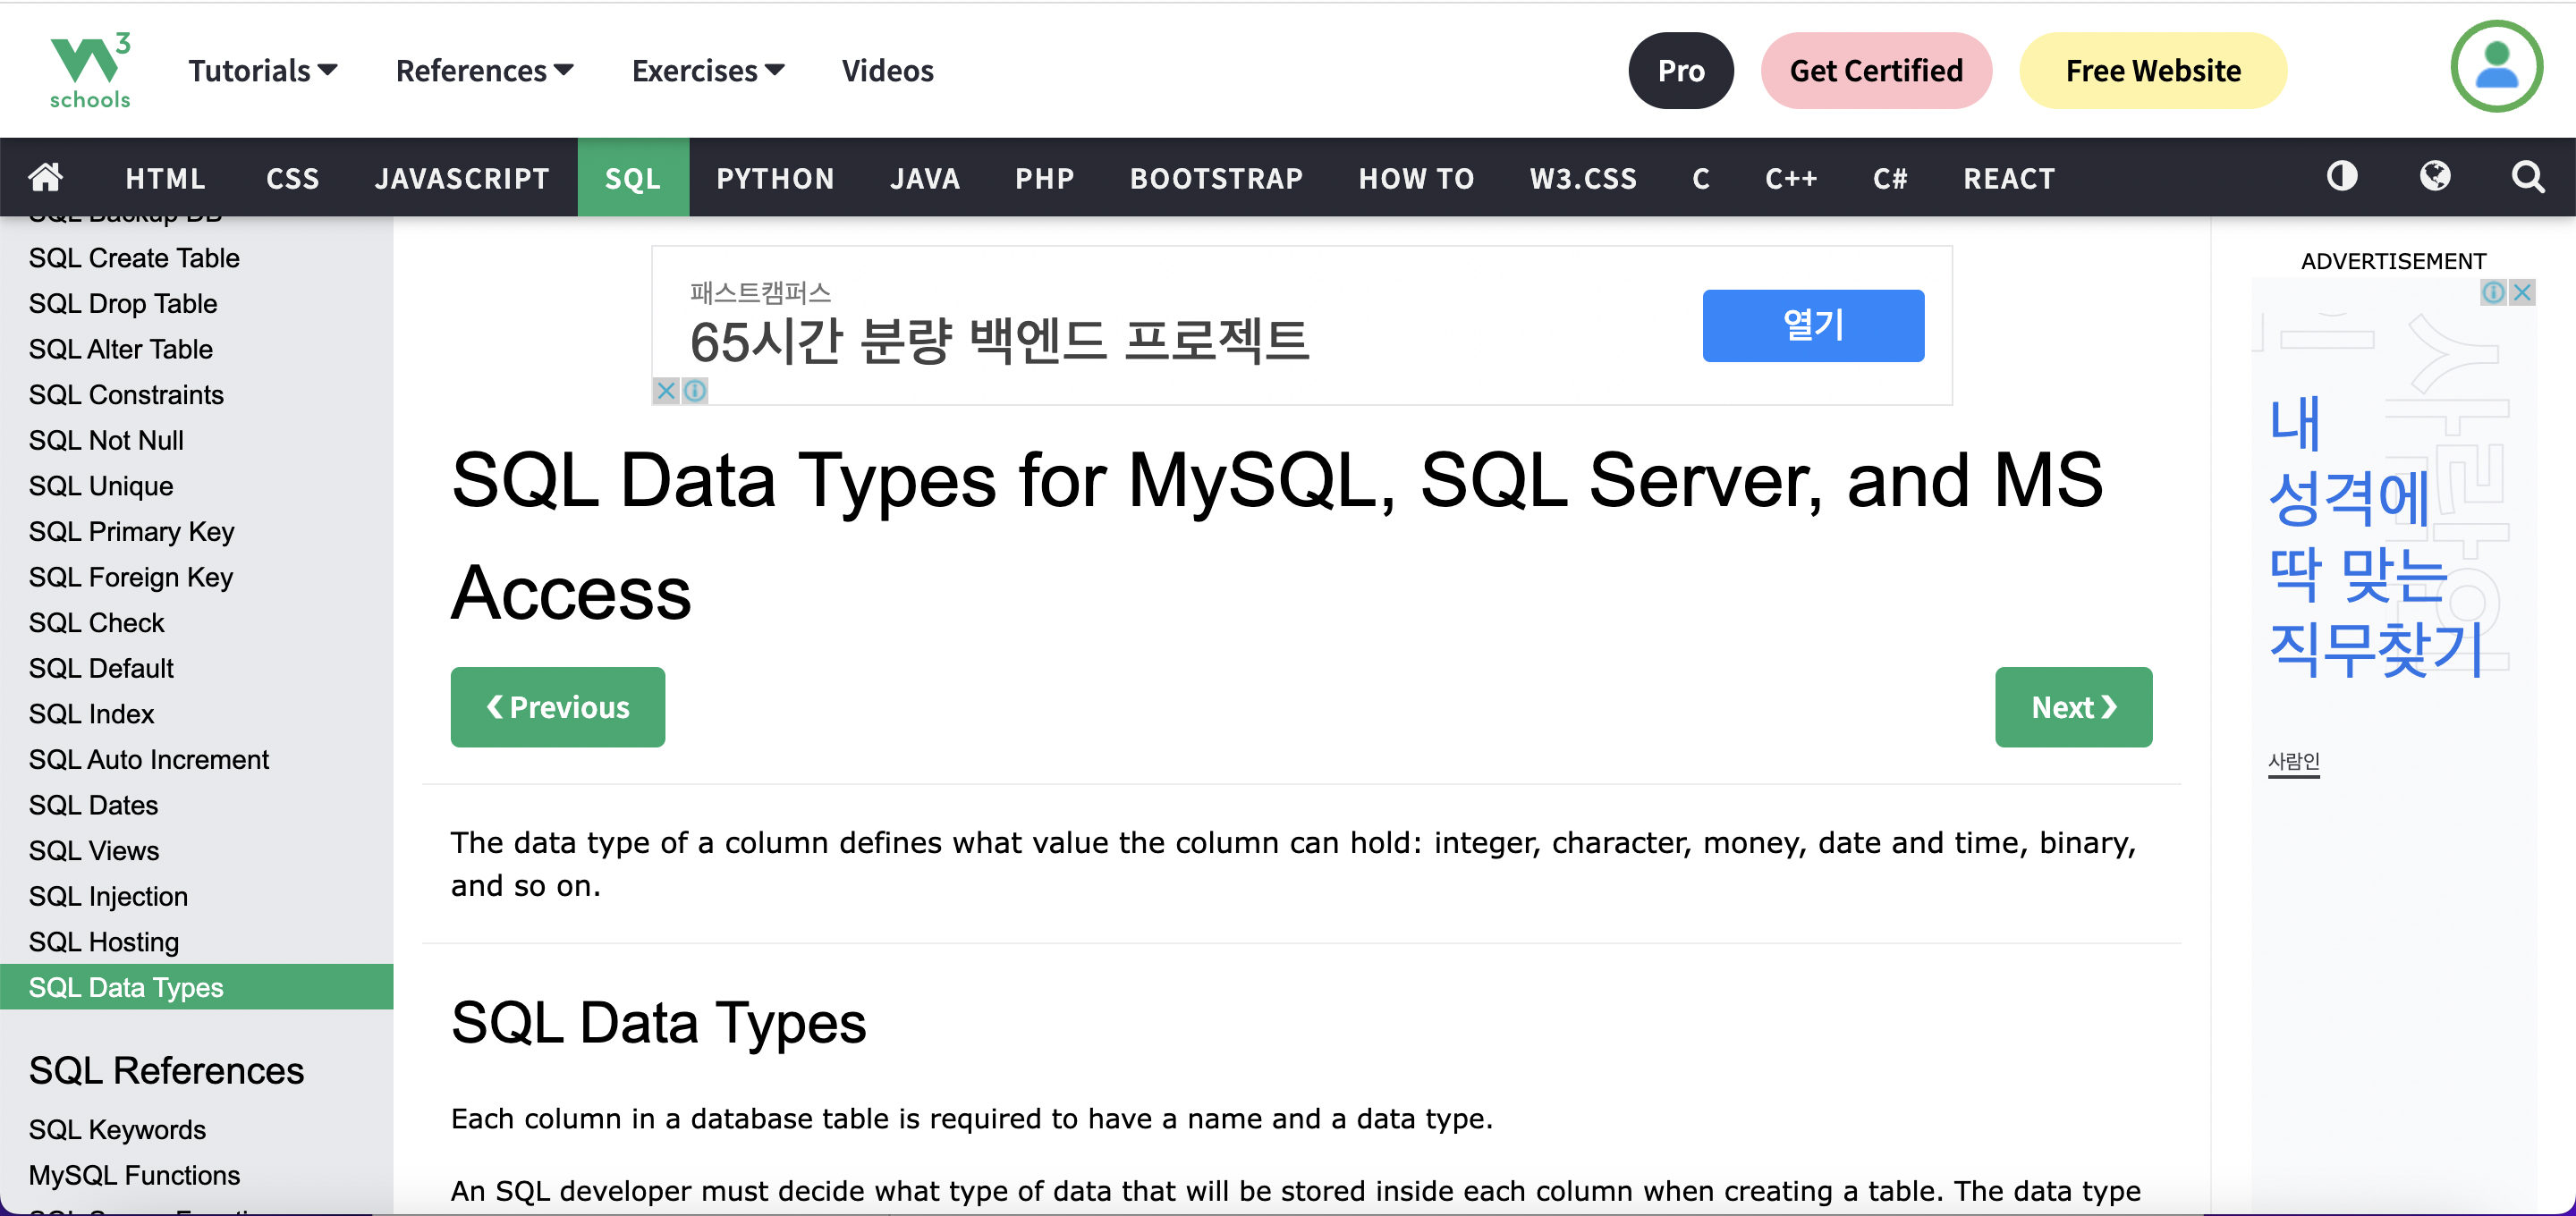 W3 schools
Tutorials
References
Exercises
Videos
Pro
Get Certified
Free Website
HTML
CSS
JAVASCRIPT
SQL
PYTHON
JAVA
PHP
BOOTSTRAP
HOW TO
W3.CSS
C
C++
C#
REACT
SQL Backup DB
SQL Create Table
SQL Drop Table
SQL Alter Table
SQL Constraints
SQL Not Null
SQL Unique
SQL Primary Key
SQL Foreign Key
SQL Check
SQL Default
SQL Index
SQL Auto Increment
SQL Dates
SQL Views
SQL Injection
SQL Hosting
SQL Data Types
SQL References
SQL Keywords
MySQL Functions
패스트캠퍼스
65시간 분량 백엔드 프로젝트
열기
SQL Data Types for MySQL, SQL Server, and MS
Access
❮ Previous
Next ❯
The data type of a column defines what value the column can hold: integer, character, money, date and time, binary,
and so on.
SQL Data Types
Each column in a database table is required to have a name and a data type.
An SQL developer must decide what type of data that will be stored inside each column when creating a table. The data type
ADVERTISEMENT
사람인
내
성격에
딱 맞는
직무찾기
사람인